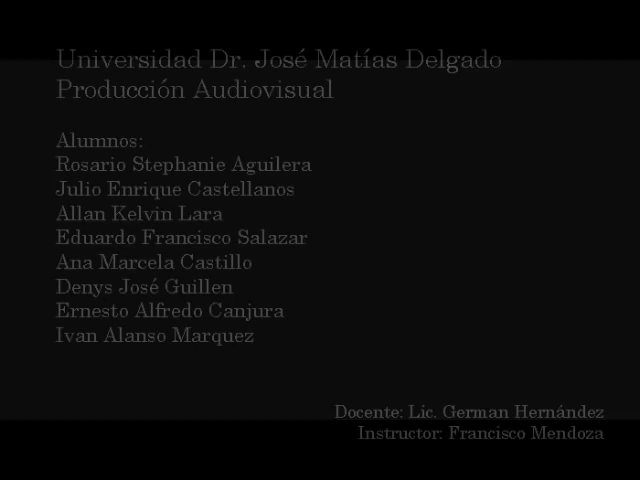 Universidad Dr. José Matías Delgado
Producción Audiovisual
Alumnos:
Rosario Stephanie Aguilera
Julio Enrique Castellanos
Allan Kelvin Lara
Eduardo Francisco Salazar
Ana Marcela Castillo
Denys José Guillen
Ernesto Alfredo Canjura
Ivan Alanso Marquez
Docente: Lic. German Hernández
Instructor: Francisco Mendoza